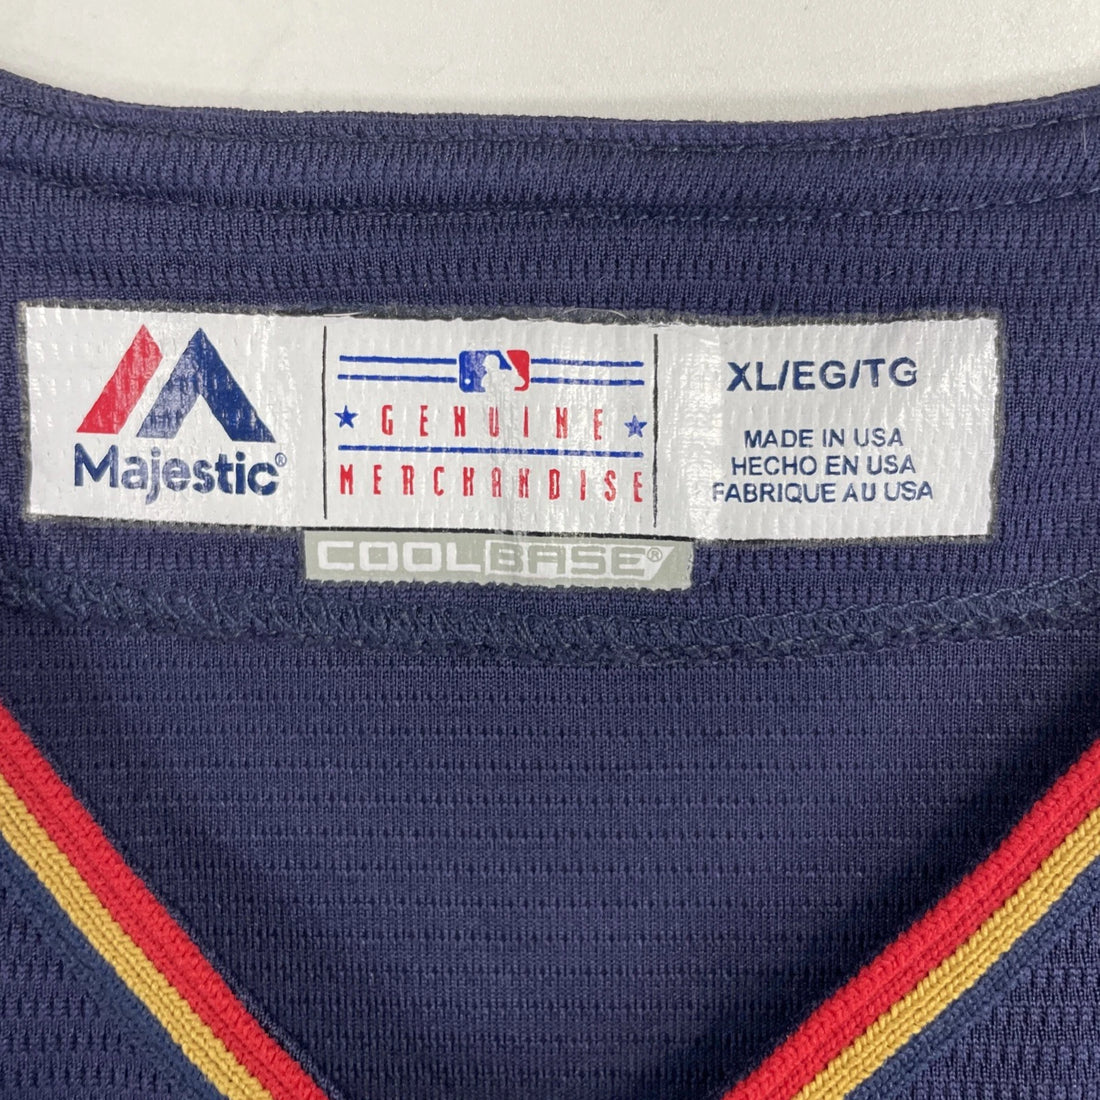 Majestic®
GENUINE
MERCHANDISE
COOLBASE®
XL/EG/TG
MADE IN USA
HECHO EN USA
FABRIQUE AU USA